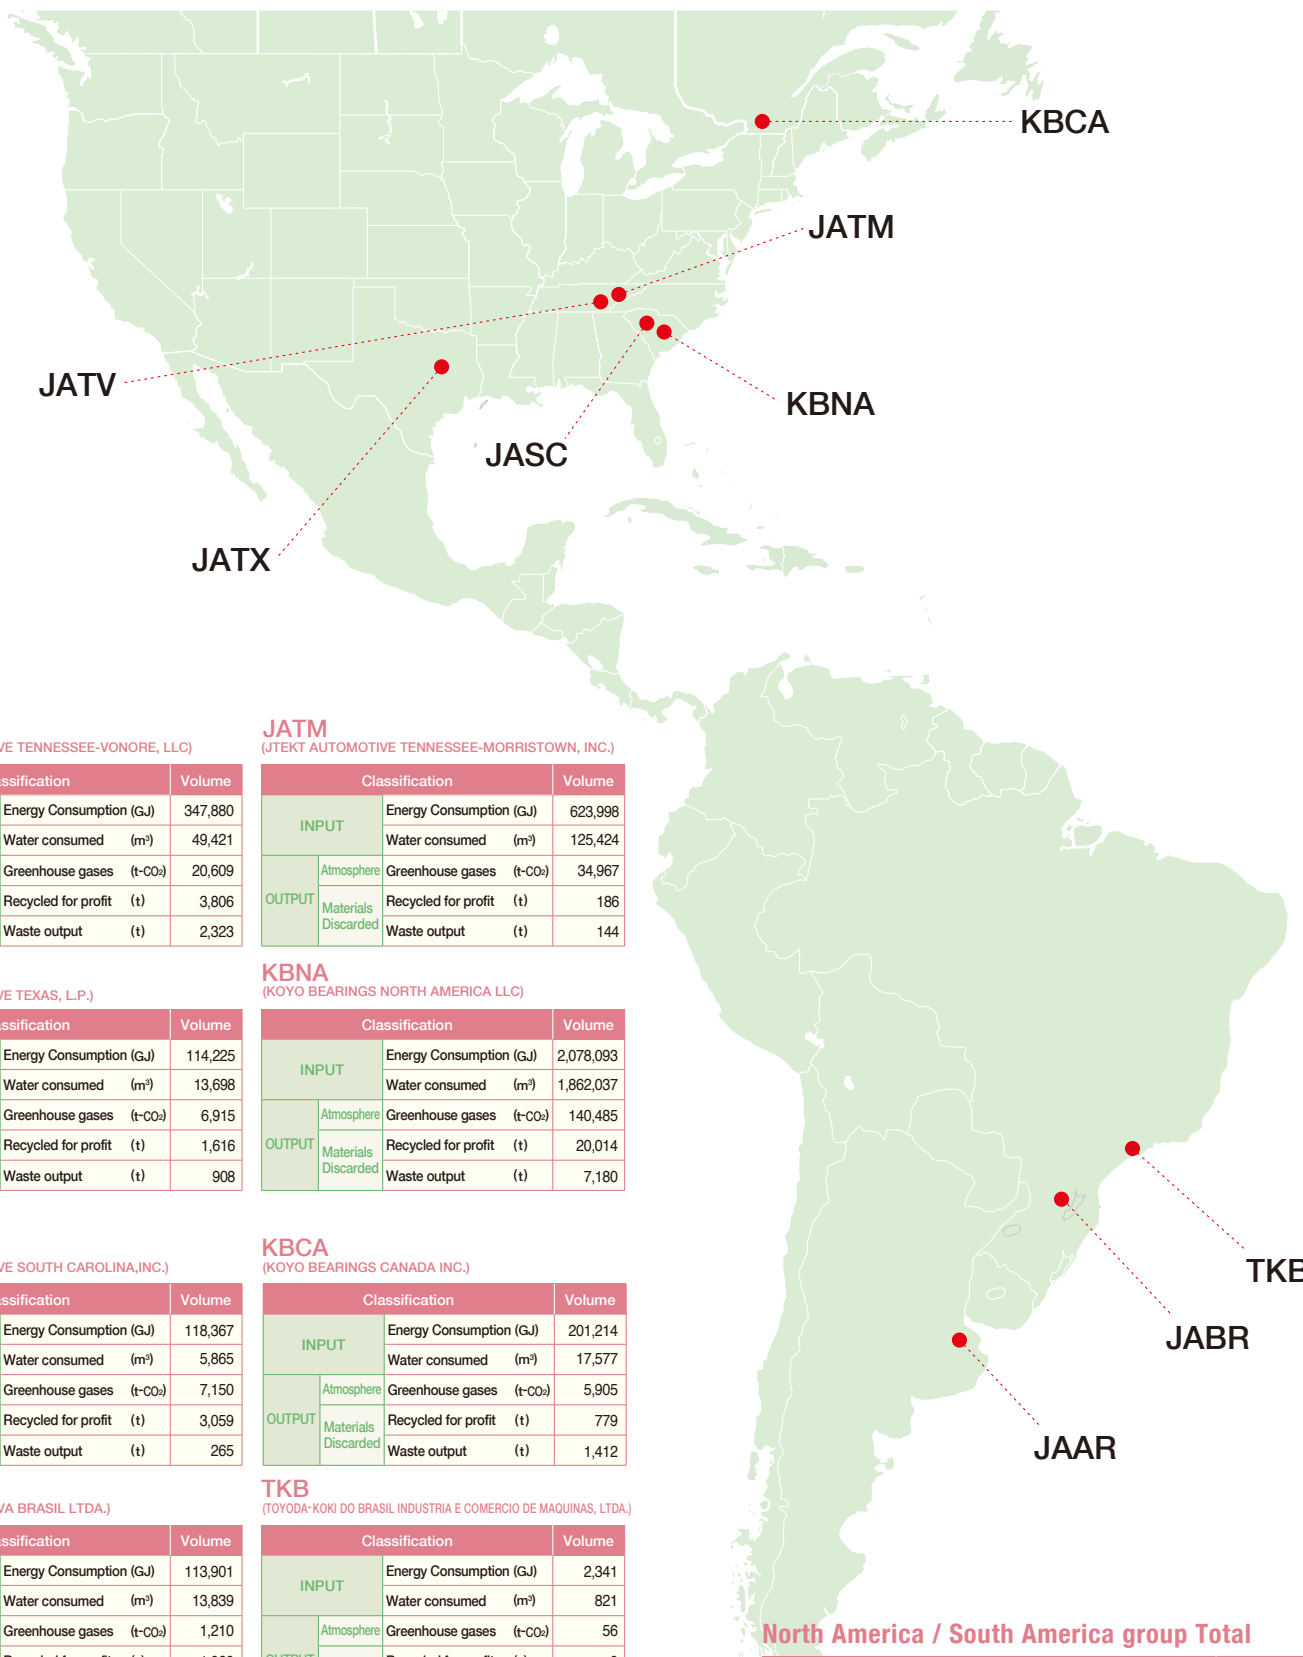 KBCA
JATM
JATV
KBNA
JASC
JATX
TKB
JABR
JAAR
VE TENNESSEE-VONORE, LLC)
ssification Volume
Energy Consumption (GJ) 347,880
Water consumed (m³) 49,421
Greenhouse gases (t-CO₂) 20,609
Recycled for profit (t) 3,806
Waste output (t) 2,323
JATM
(JTEKT AUTOMOTIVE TENNESSEE-MORRISTOWN, INC.)
Classification Volume
INPUT
Energy Consumption (GJ) 623,998
Water consumed (m³) 125,424
OUTPUT
Atmosphere Greenhouse gases (t-CO₂) 34,967
Materials
Discarded
Recycled for profit (t) 186
Waste output (t) 144
VE TEXAS, L.P.)
ssification Volume
Energy Consumption (GJ) 114,225
Water consumed (m³) 13,698
Greenhouse gases (t-CO₂) 6,915
Recycled for profit (t) 1,616
Waste output (t) 908
KBNA
(KOYO BEARINGS NORTH AMERICA LLC)
Classification Volume
INPUT
Energy Consumption (GJ) 2,078,093
Water consumed (m³) 1,862,037
OUTPUT
Atmosphere Greenhouse gases (t-CO₂) 140,485
Materials
Discarded
Recycled for profit (t) 20,014
Waste output (t) 7,180
VE SOUTH CAROLINA,INC.)
ssification Volume
Energy Consumption (GJ) 118,367
Water consumed (m³) 5,865
Greenhouse gases (t-CO₂) 7,150
Recycled for profit (t) 3,059
Waste output (t) 265
KBCA
(KOYO BEARINGS CANADA INC.)
Classification Volume
INPUT
Energy Consumption (GJ) 201,214
Water consumed (m³) 17,577
OUTPUT
Atmosphere Greenhouse gases (t-CO₂) 5,905
Materials
Discarded
Recycled for profit (t) 779
Waste output (t) 1,412
VA BRASIL LTDA.)
ssification Volume
Energy Consumption (GJ) 113,901
Water consumed (m³) 13,839
Greenhouse gases (t-CO₂) 1,210
TKB
(TOYODA-KOKI DO BRASIL INDUSTRIA E COMERCIO DE MAQUINAS, LTDA.)
Classification Volume
INPUT
Energy Consumption (GJ) 2,341
Water consumed (m³) 821
Atmosphere Greenhouse gases (t-CO₂) 56
North America / South America group Total